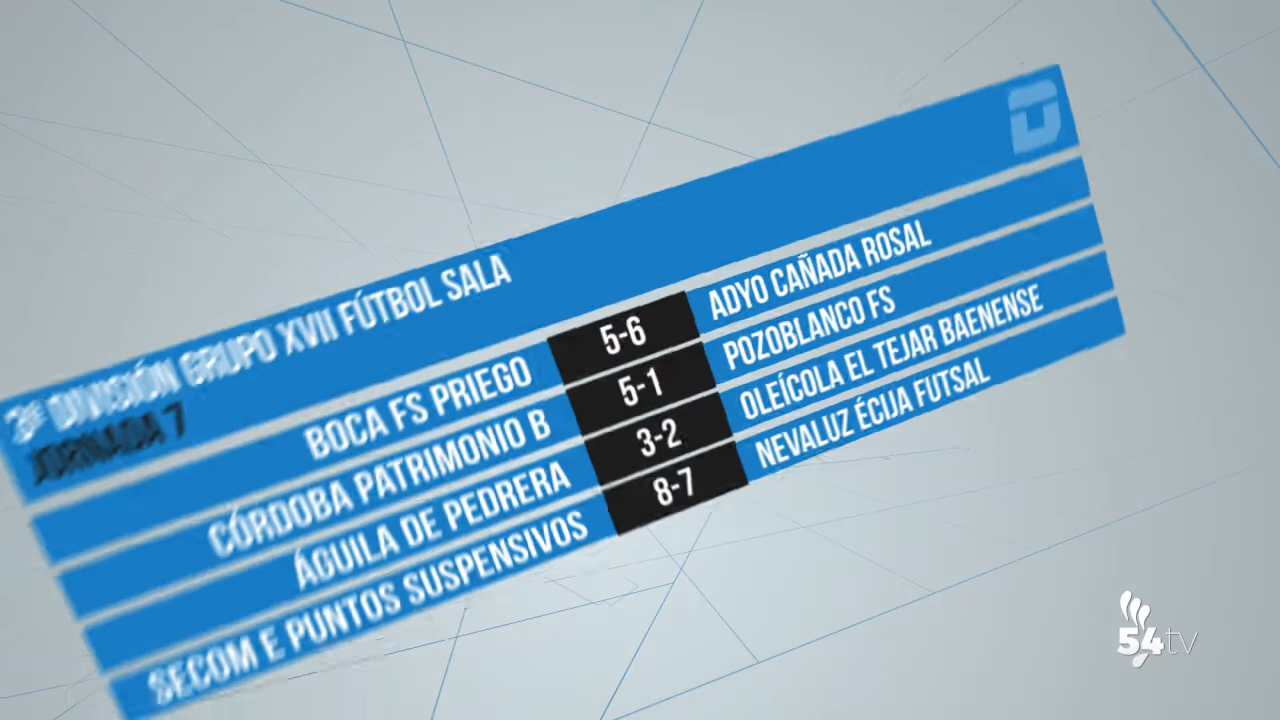 3ª DIVISIÓN GRUPO XVII FÚTBOL SALA
JORNADA 7
BOCA FS PRIEGO 5-6 ADYO CAÑADA ROSAL
CÓRDOBA PATRIMONIO B 5-1 POZOBLANCO FS
ÁGUILA DE PEDRERA 3-2 OLEÍCOLA EL TEJAR BAENENSE
SECOM E PUNTOS SUSPENSIVOS 8-7 NEVALUZ ÉCIJA FUTSAL
54tv